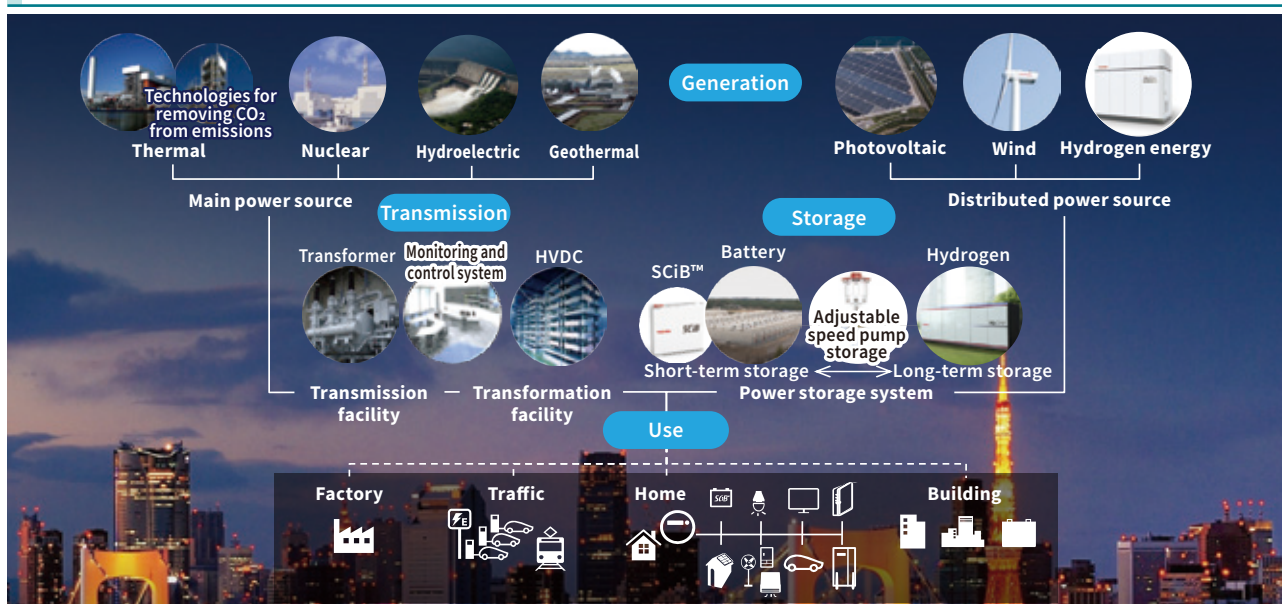 Generation
Technologies for
removing CO₂
from emissions
Thermal
Nuclear
Hydroelectric
Geothermal
Photovoltaic
Wind
Hydrogen energy
Main power source
Distributed power source
Transmission
Storage
Transformer
Monitoring and
control system
HVDC
SCiB™
Battery
Hydrogen
SCiB
Adjustable
speed pump
storage
Short-term storage
Long-term storage
Transmission
facility
Transformation
facility
Power storage system
Use
Factory
Traffic
Home
Building
E
SCiB